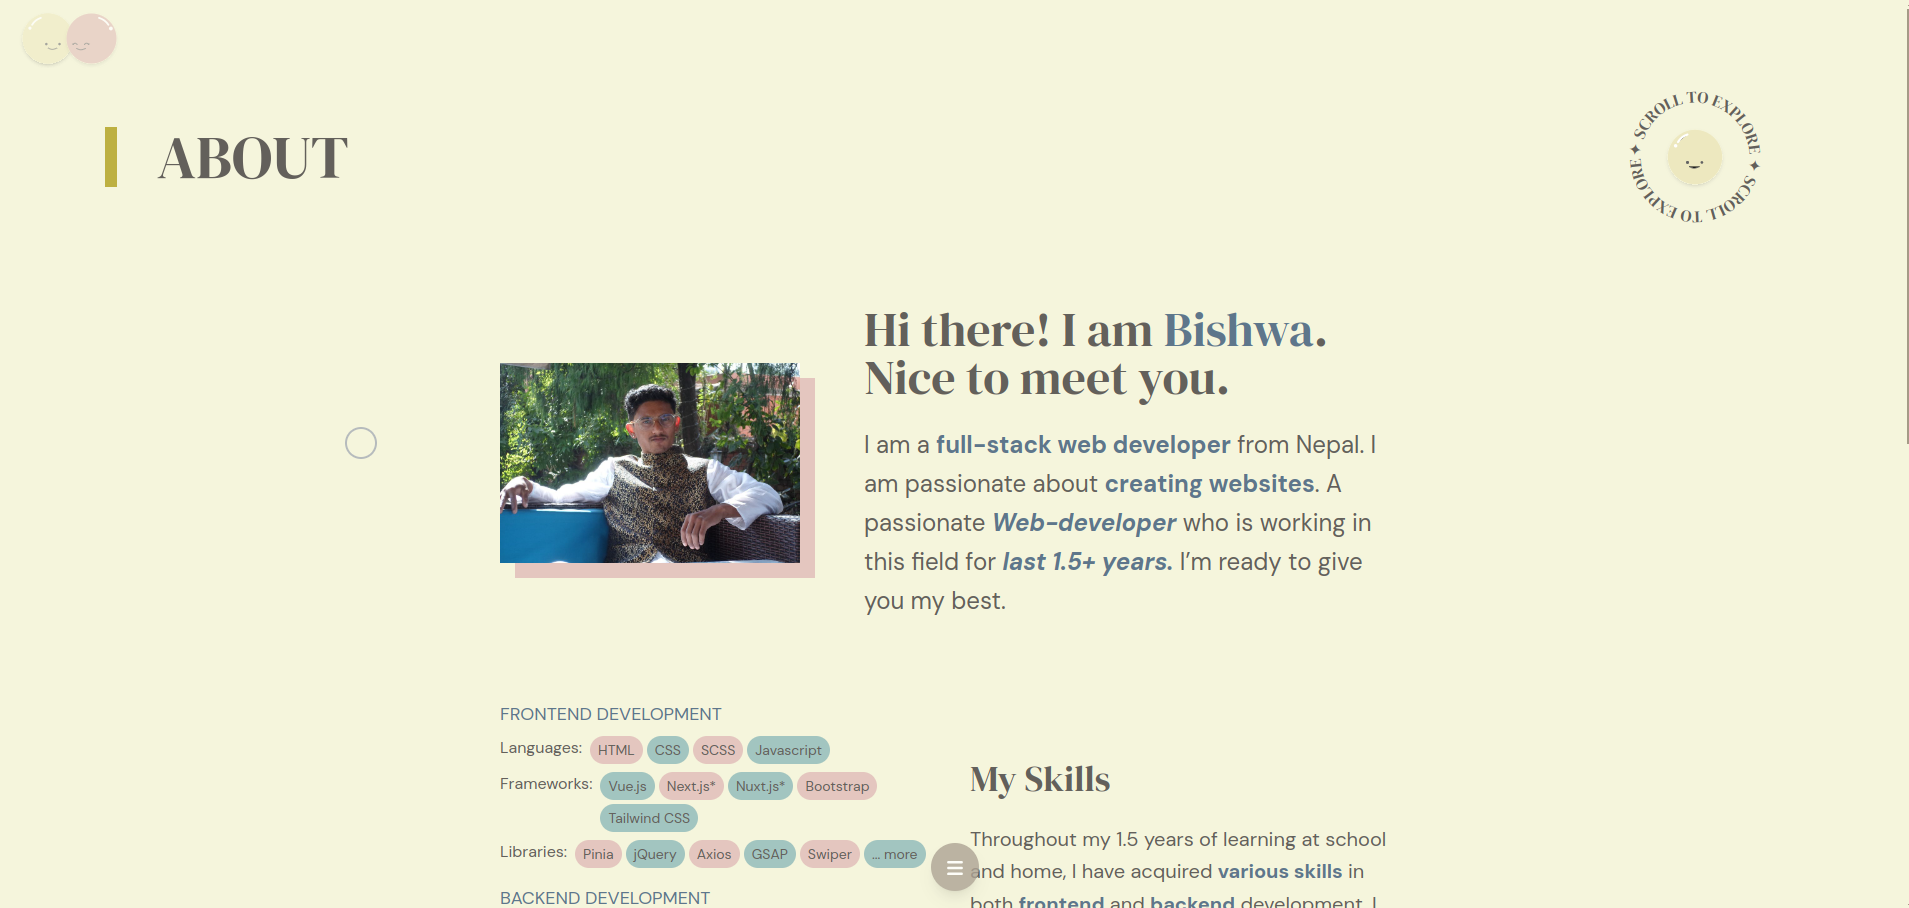 ABOUT
SCROLL TO EXPLORE ✦ SCROLL TO EXPLORE ✦
Hi there! I am Bishwa.
Nice to meet you.
I am a full-stack web developer from Nepal. I
am passionate about creating websites. A
passionate Web-developer who is working in
this field for last 1.5+ years. I’m ready to give
you my best.
FRONTEND DEVELOPMENT
Languages: HTML CSS SCSS Javascript
Frameworks: Vue.js Next.js* Nuxt.js* Bootstrap
Tailwind CSS
Libraries: Pinia jQuery Axios GSAP Swiper ... more
BACKEND DEVELOPMENT
My Skills
Throughout my 1.5 years of learning at school
and home, I have acquired various skills in
both frontend and backend development. I